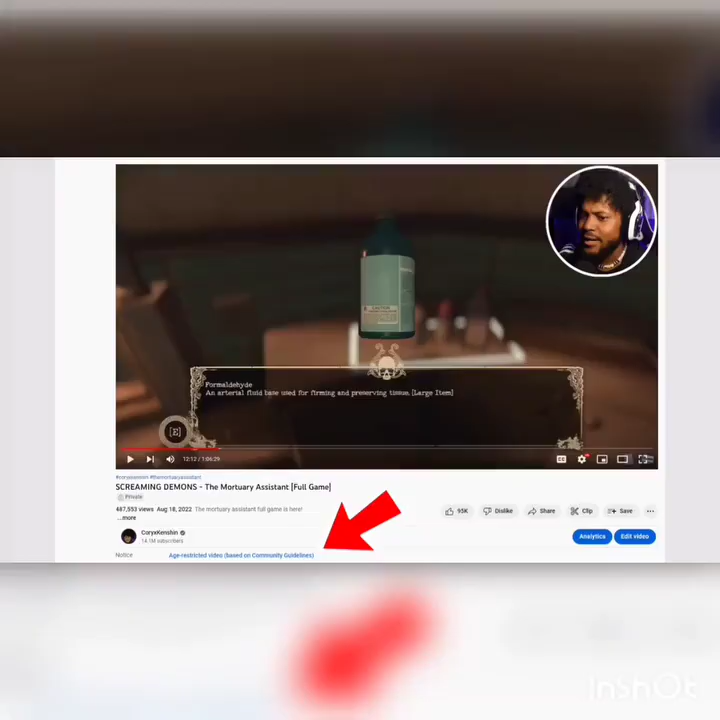 CAUTION
Formaldehyde
An arterial fluid base used for firming and preserving tissue. [Large Item]
[E]
12:12 / 1:06:29
#coryxkenshin #themortuaryassistant
SCREAMING DEMONS - The Mortuary Assistant [Full Game]
Private
487,553 views Aug 18, 2022 The mortuary assistant full game is here!
...more
95K
Dislike
Share
Clip
Save
CoryxKenshin
14.1M subscribers
Analytics
Edit video
Notice
Age-restricted video (based on Community Guidelines)
InShOt